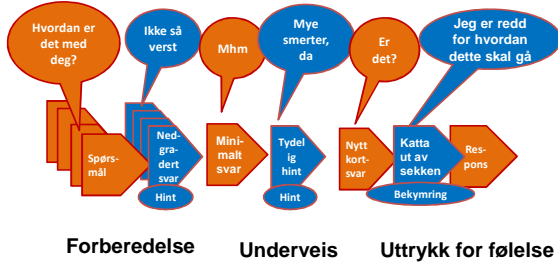 Hvordan er
det med
deg?
Ikke så
verst
Mhm
Mye
smerter,
da
Er
det?
Jeg er redd
for hvordan
dette skal gå
Spørs-
mål
Ned-
gra-
dert
svar
Hint
Mini-
malt
svar
Tydel
ig
hint
Hint
Nytt
kort-
svar
Katta
ut av
sekken
Bekymring
Res-
pons
Forberedelse
Underveis
Uttrykk for følelse